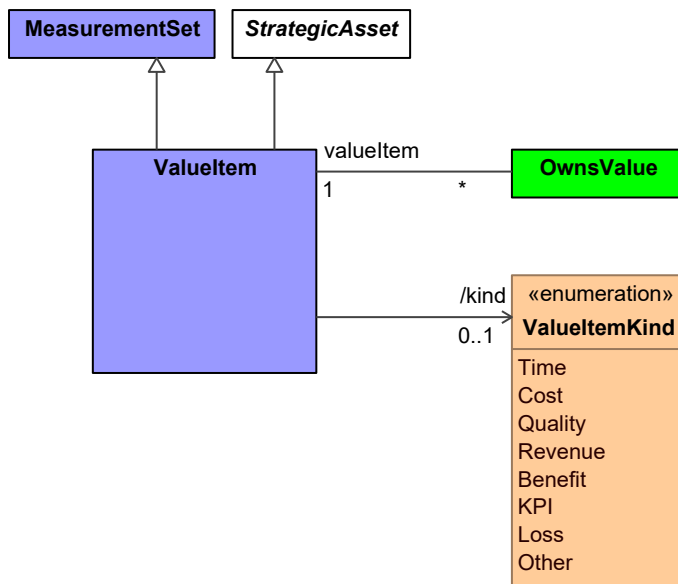 MeasurementSet
StrategicAsset
ValueItem
valueItem
1
*
OwnsValue
/kind
0..1
«enumeration»
ValueItemKind
Time
Cost
Quality
Revenue
Benefit
KPI
Loss
Other